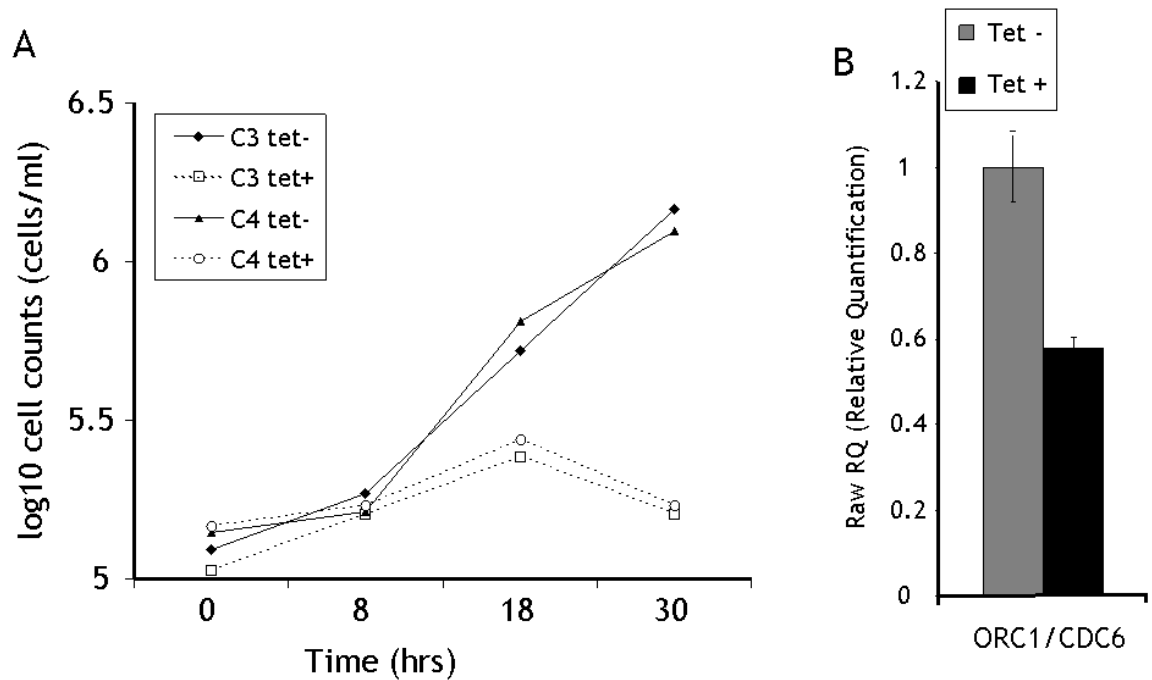 A
log10 cell counts (cells/ml)
6.5
6
5.5
5
C3 tet-
C3 tet+
C4 tet-
C4 tet+
0 8 18 30
Time (hrs)
B
Tet -
Tet +
Raw RQ (Relative Quantification)
1.2
1
0.8
0.6
0.4
0.2
0
ORC1/CDC6